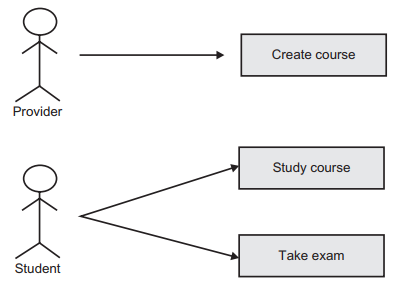 Create course
Provider
Study course
Take exam
Student